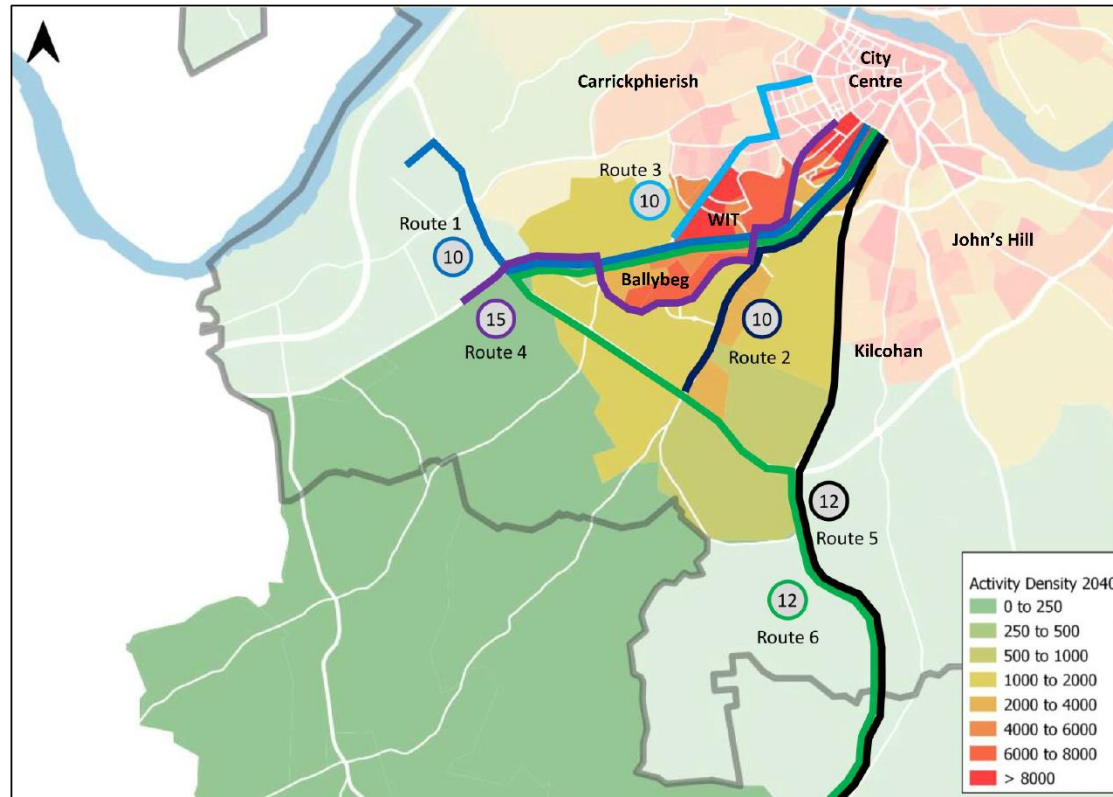 City
Centre
Carrickphierish
Route 3
10
WIT
Route 1
10
John's Hill
Ballybeg
15
Route 4
10
Route 2
Kilcohan
12
Route 5
12
Route 6
Activity Density 2040
0 to 250
250 to 500
500 to 1000
1000 to 2000
2000 to 4000
4000 to 6000
6000 to 8000
> 8000